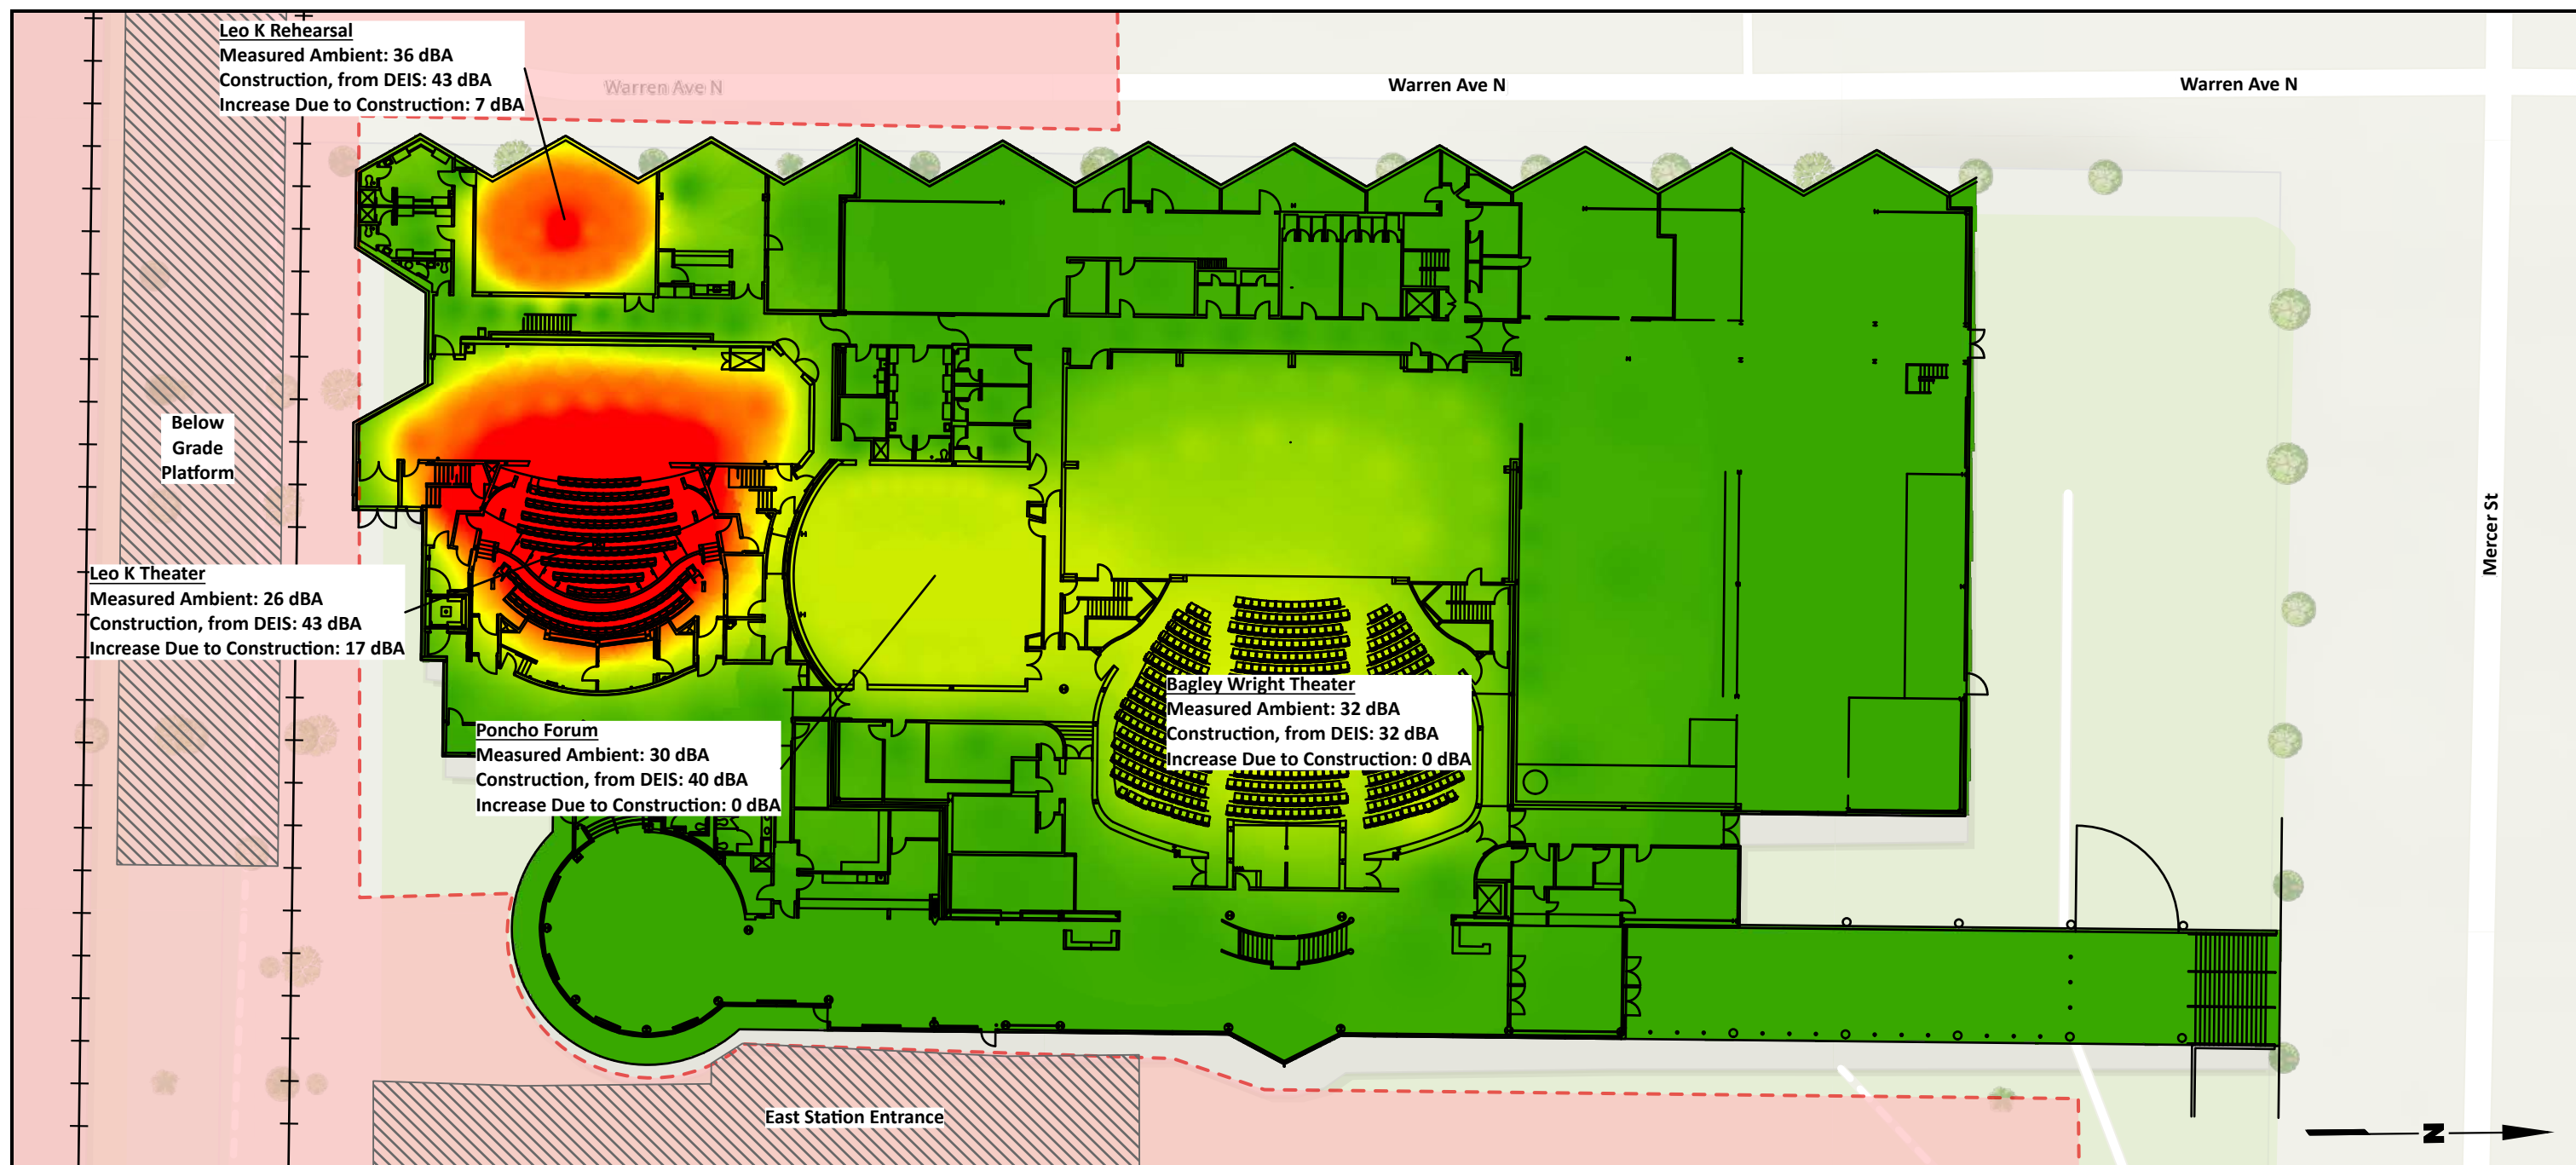 Leo K Rehearsal
Measured Ambient: 36 dBA
Construction, from DEIS: 43 dBA
Increase Due to Construction: 7 dBA
Warren Ave N
Warren Ave N
Warren Ave N
Below
Grade
Platform
Mercer St
Leo K Theater
Measured Ambient: 26 dBA
Construction, from DEIS: 43 dBA
Increase Due to Construction: 17 dBA
Bagley Wright Theater
Measured Ambient: 32 dBA
Construction, from DEIS: 32 dBA
Increase Due to Construction: 0 dBA
Poncho Forum
Measured Ambient: 30 dBA
Construction, from DEIS: 40 dBA
Increase Due to Construction: 0 dBA
East Station Entrance
N